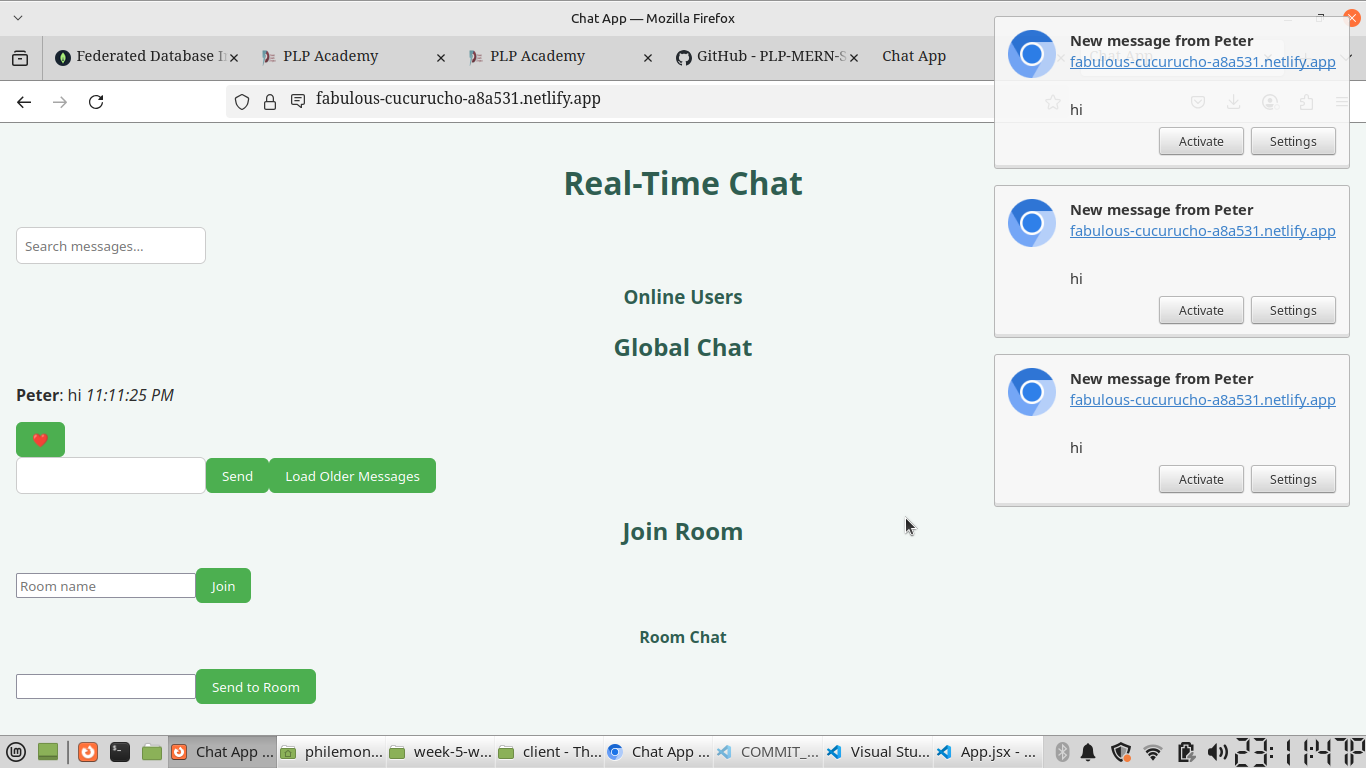 Chat App — Mozilla Firefox
Federated Database I
PLP Academy
PLP Academy
GitHub - PLP-MERN-S
Chat App
fabulous-cucurucho-a8a531.netlify.app
New message from Peter
fabulous-cucurucho-a8a531.netlify.app
hi
Activate Settings
New message from Peter
fabulous-cucurucho-a8a531.netlify.app
hi
Activate Settings
New message from Peter
fabulous-cucurucho-a8a531.netlify.app
hi
Activate Settings
Real-Time Chat
Search messages...
Online Users
Global Chat
Peter: hi 11:11:25 PM
Send Load Older Messages
Join Room
Room name Join
Room Chat
Send to Room
Chat App ... philemon... week-5-w... client - Th... Chat App ... COMMIT_... Visual Stu... App.jsx - ... 23:11:47